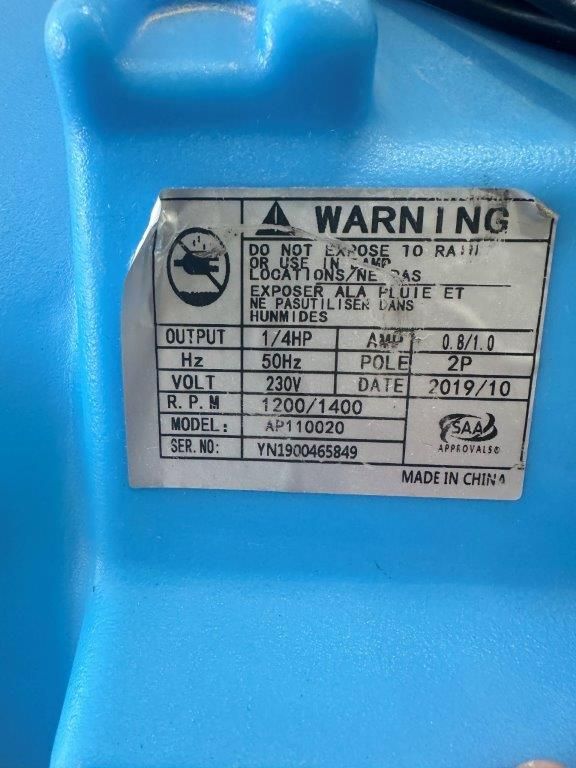 WARNING
DO NOT EXPOSE TO RAIN
OR USE IN DAMP
LOCATIONS/NE PAS
EXPOSER ALA PLUIE ET
NE PASUTILISER DANS
HUNMIDES
OUTPUT 1/4HP AMP 0.8/1.0
Hz 50Hz POLE 2P
VOLT 230V DATE 2019/10
R.P.M 1200/1400
MODEL: AP110020
SER.NO: YN1900465849
SAA
APPROVALS®
MADE IN CHINA